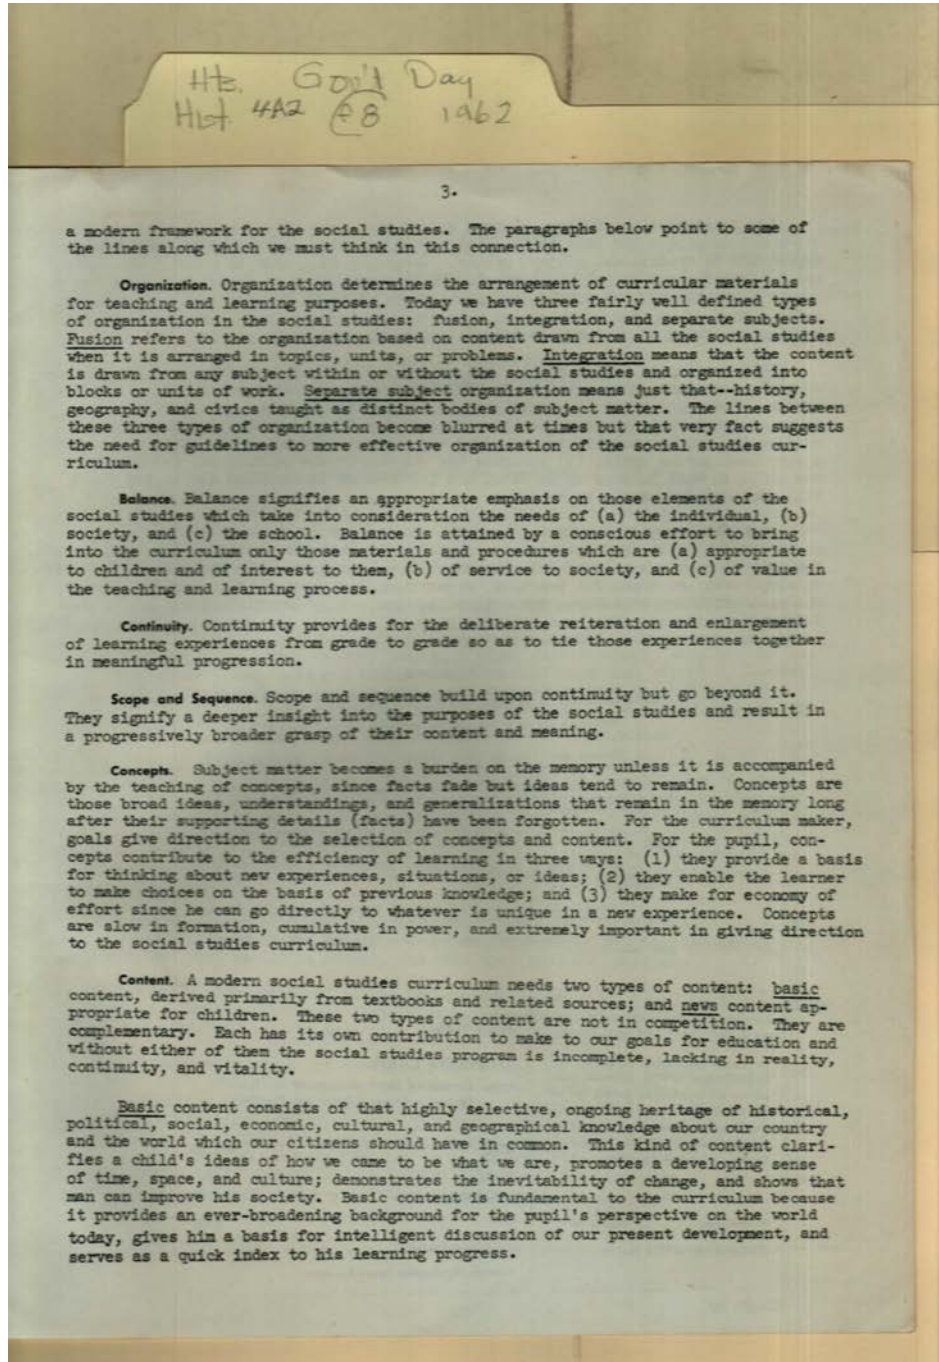 Hts. Gov't Day
Hist. 4A2 F8 1962
3.
a modern framework for the social studies. The paragraphs below point to some of
the lines along which we must think in this connection.
Organization. Organization determines the arrangement of curricular materials
for teaching and learning purposes. Today we have three fairly well defined types
of organization in the social studies: fusion, integration, and separate subjects.
Fusion refers to the organization based on content drawn from all the social studies
when it is arranged in topics, units, or problems. Integration means that the content
is drawn from any subject within or without the social studies and organized into
blocks or units of work. Separate subject organization means just that--history,
geography, and civics taught as distinct bodies of subject matter. The lines between
these three types of organization become blurred at times but that very fact suggests
the need for guidelines to more effective organization of the social studies cur-
riculum.
Balance. Balance signifies an appropriate emphasis on those elements of the
social studies which take into consideration the needs of (a) the individual, (b)
society, and (c) the school. Balance is attained by a conscious effort to bring
into the curriculum only those materials and procedures which are (a) appropriate
to children and of interest to them, (b) of service to society, and (c) of value in
the teaching and learning process.
Continuity. Continuity provides for the deliberate reiteration and enlargement
of learning experiences from grade to grade so as to tie those experiences together
in meaningful progression.
Scope and Sequence. Scope and sequence build upon continuity but go beyond it.
They signify a deeper insight into the purposes of the social studies and result in
a progressively broader grasp of their content and meaning.
Concepts. Subject matter becomes a burden on the memory unless it is accompanied
by the teaching of concepts, since facts fade but ideas tend to remain. Concepts are
those broad ideas, understandings, and generalizations that remain in the memory long
after their supporting details (facts) have been forgotten. For the curriculum maker,
goals give direction to the selection of concepts and content. For the pupil, con-
cepts contribute to the efficiency of learning in three ways: (1) they provide a basis
for thinking about new experiences, situations, or ideas; (2) they enable the learner
to make choices on the basis of previous knowledge; and (3) they make for economy of
effort since he can go directly to whatever is unique in a new experience. Concepts
are slow in formation, cumulative in power, and extremely important in giving direction
to the social studies curriculum.
Content. A modern social studies curriculum needs two types of content: basic
content, derived primarily from textbooks and related sources; and news content ap-
propriate for children. These two types of content are not in competition. They are
complementary. Each has its own contribution to make to our goals for education and
without either of them the social studies program is incomplete, lacking in reality,
continuity, and vitality.
Basic content consists of that highly selective, ongoing heritage of historical,
political, social, economic, cultural, and geographical knowledge about our country
and the world which our citizens should have in common. This kind of content clari-
fies a child's ideas of how we came to be what we are, promotes a developing sense
of time, space, and culture; demonstrates the inevitability of change, and shows that
man can improve his society. Basic content is fundamental to the curriculum because
it provides an ever-broadening background for the pupil's perspective on the world
today, gives him a basis for intelligent discussion of our present development, and
serves as a quick index to his learning progress.